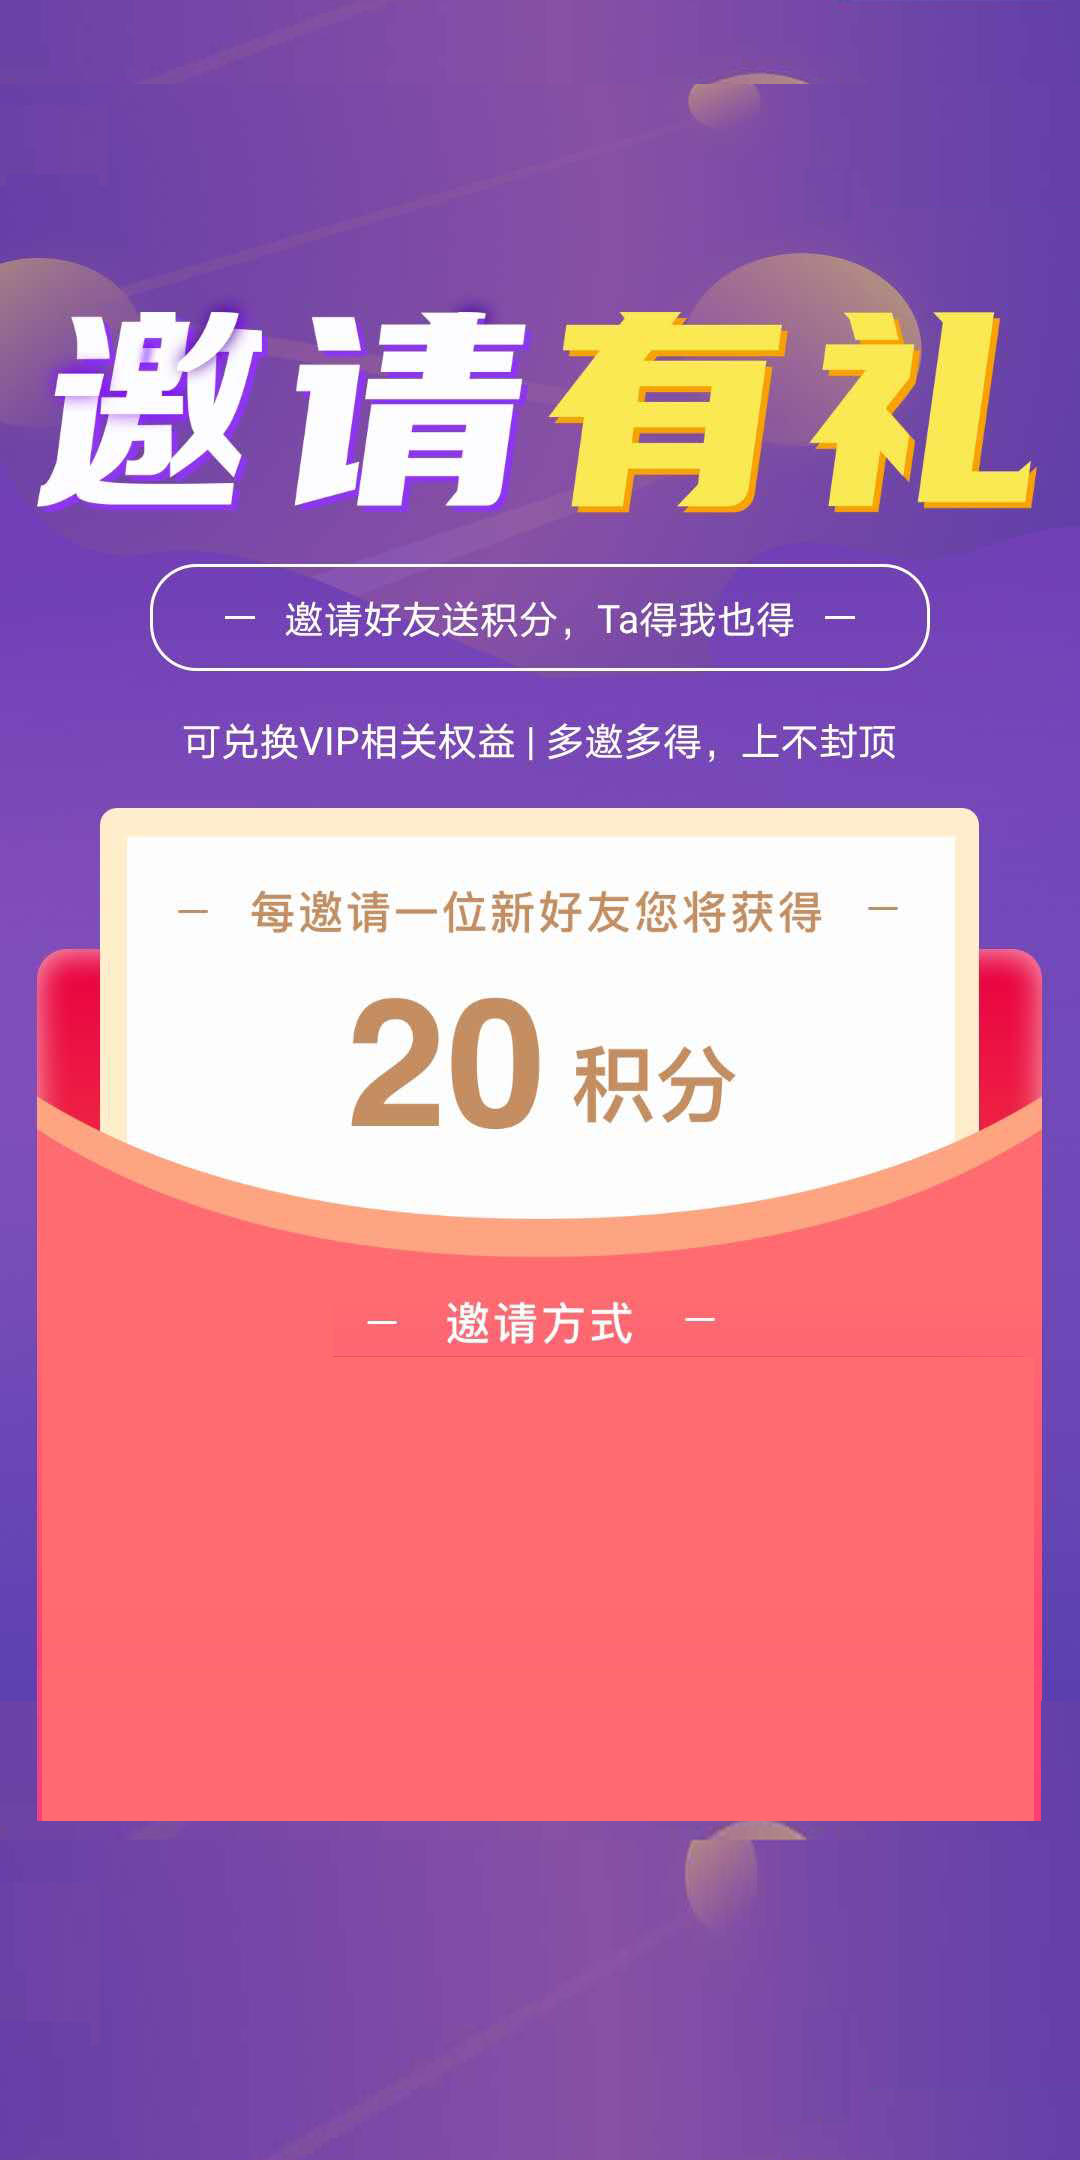 邀请有礼
邀请好友送积分，Ta得我也得
可兑换VIP相关权益 | 多邀多得，上不封顶
每邀请一位新好友您将获得
20 积分
邀请方式